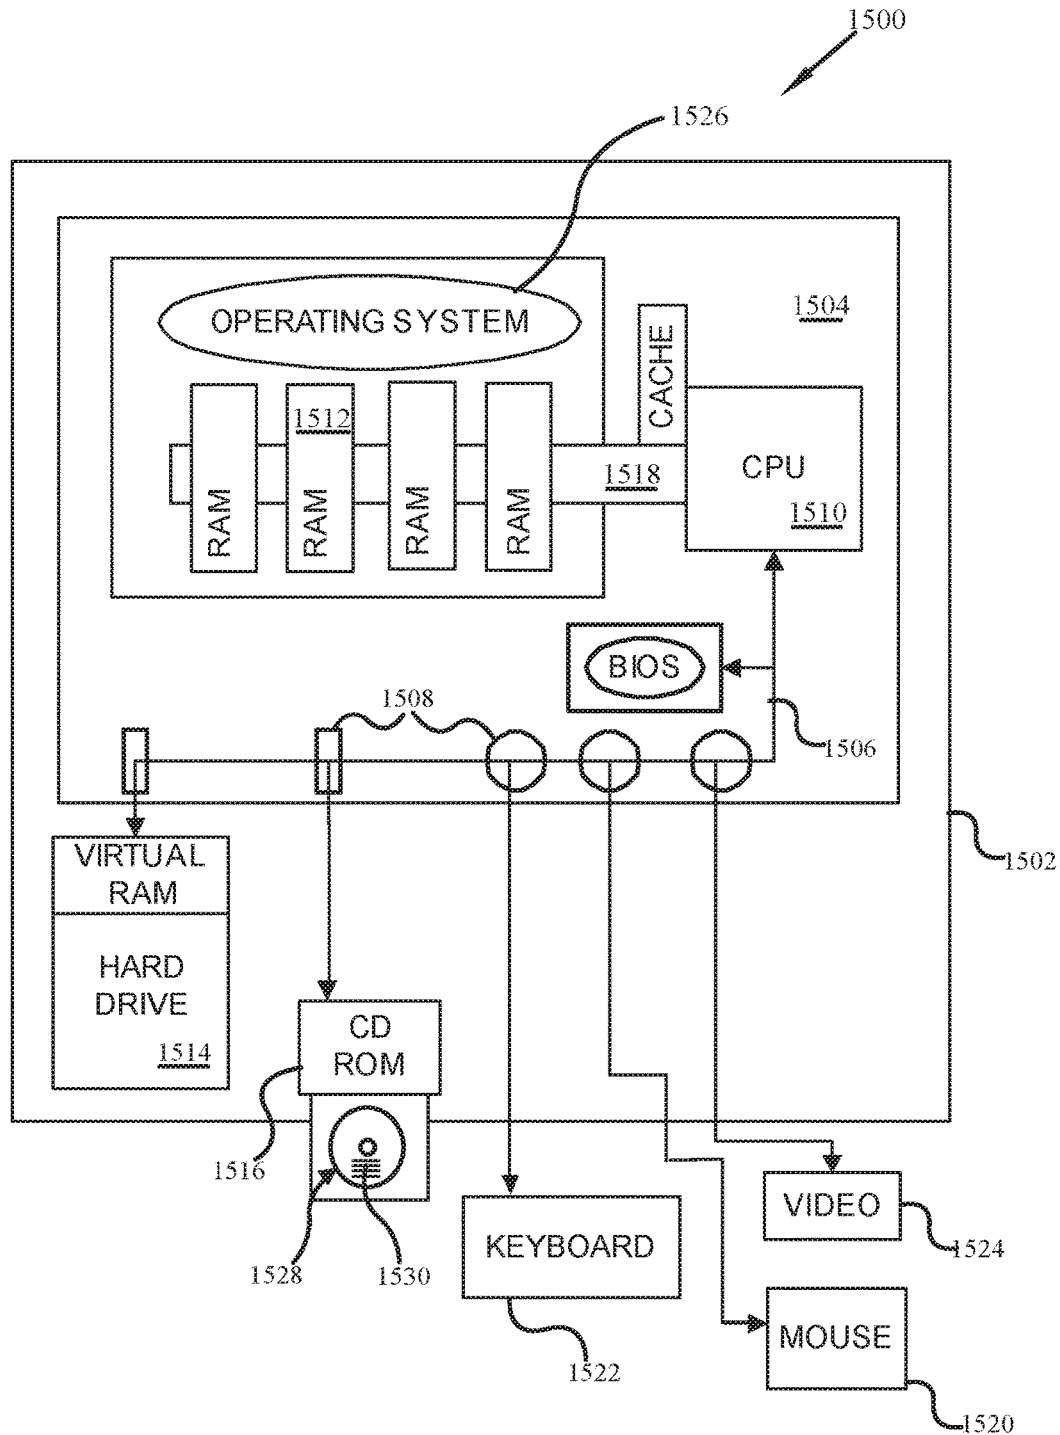 1500
1526
OPERATING SYSTEM
1504
CACHE
1512
CPU
1518
1510
RAM
RAM
RAM
RAM
BIOS
1508
1506
VIRTUAL
RAM
1502
HARD
DRIVE
1514
CD
ROM
1516
VIDEO
KEYBOARD
1524
1528
1530
MOUSE
1522
1520